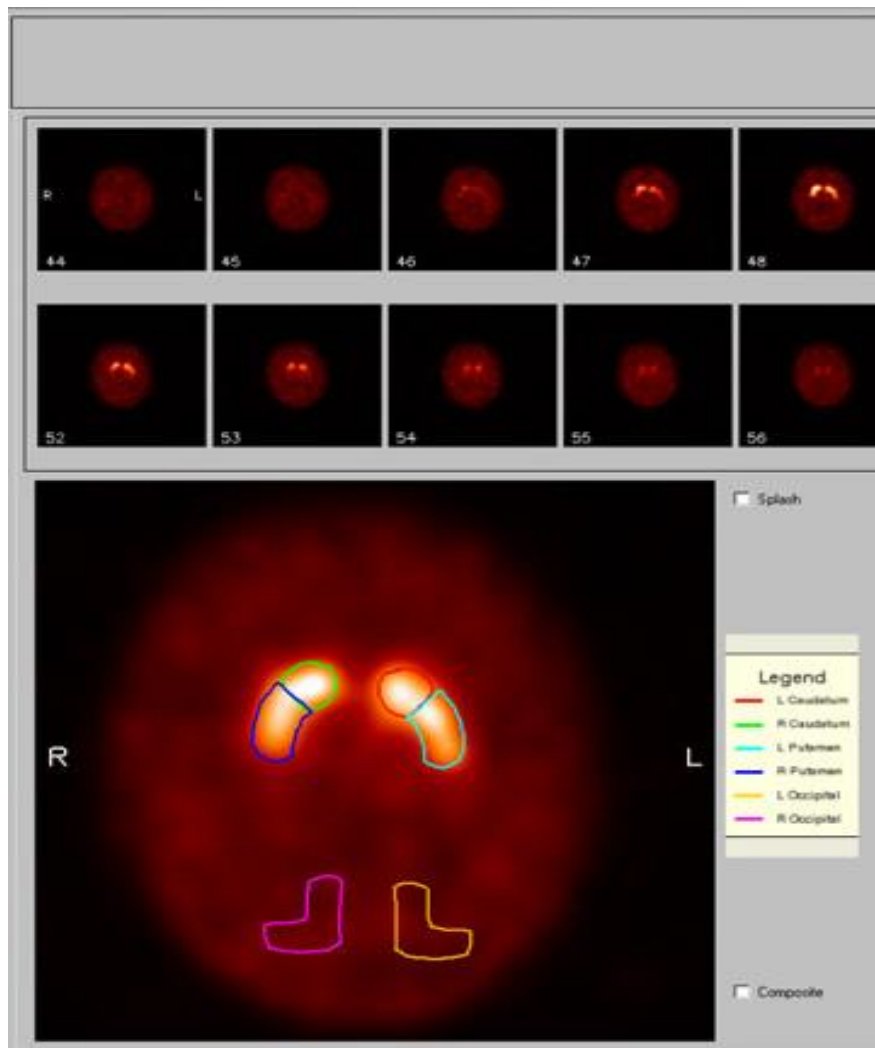 R L
44 45 46 47 48
52 53 54 55 56
Splash
Legend
L Caudatum
R Caudatum
L Putamen
R Putamen
L Occipital
R Occipital
R L
Composite